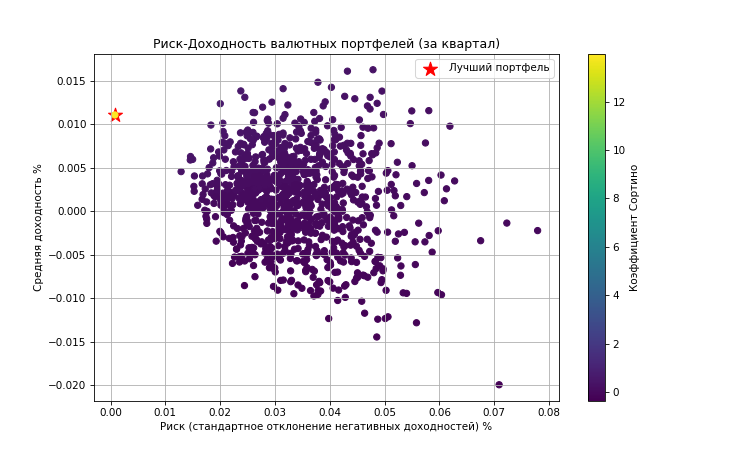 Риск-Доходность валютных портфелей (за квартал)
Лучший портфель
0.015
0.010
0.005
0.000
−0.005
−0.010
−0.015
−0.020
Средняя доходность %
0.00 0.01 0.02 0.03 0.04 0.05 0.06 0.07 0.08
Риск (стандартное отклонение негативных доходностей) %
12
10
8
6
4
2
0
Коэффициент Сортино